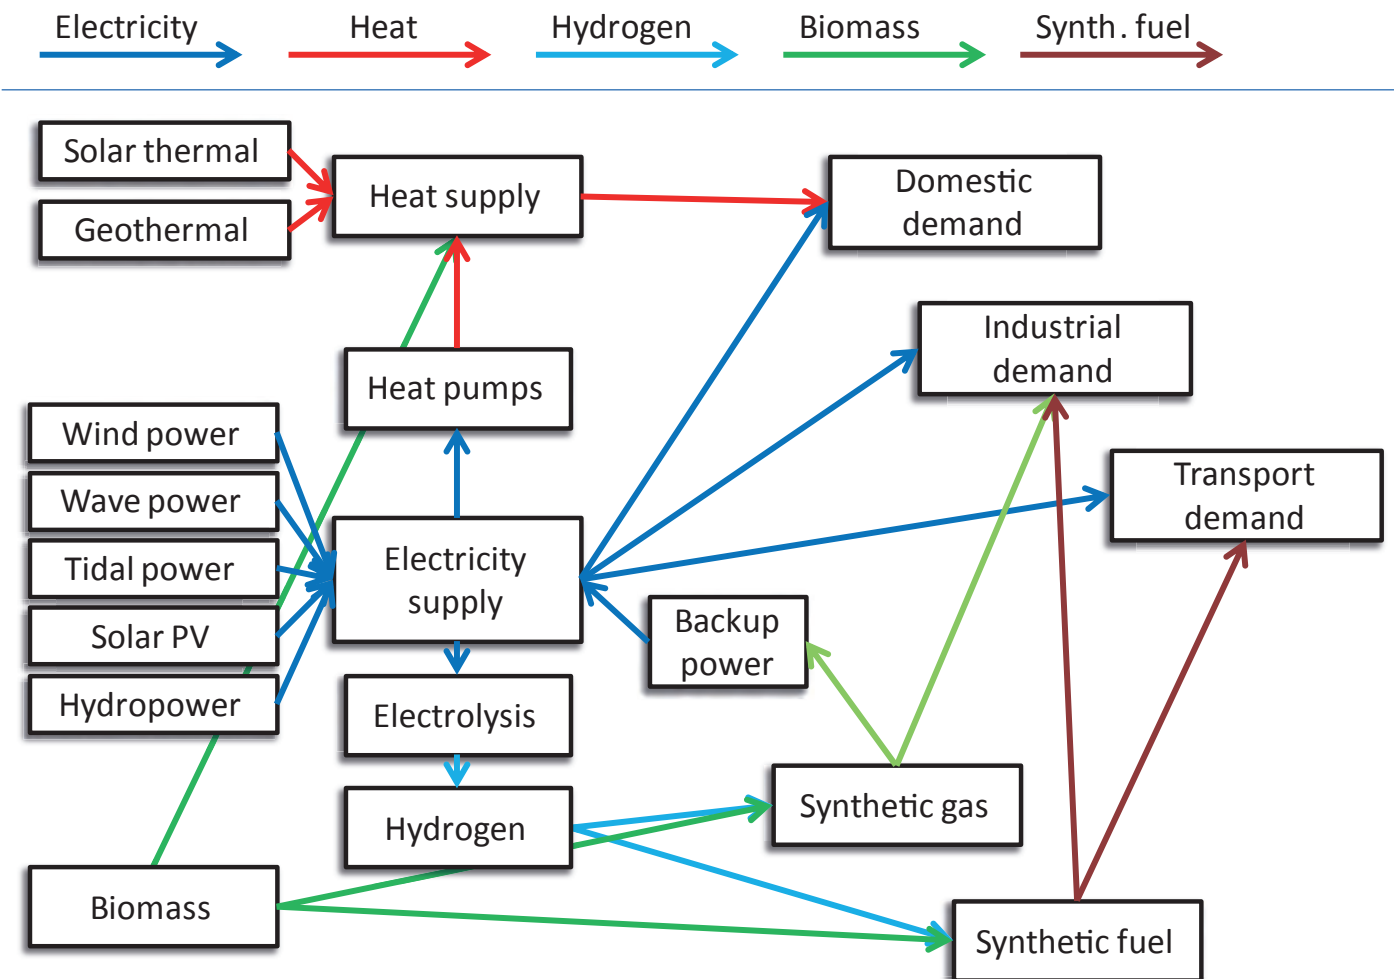 Electricity
Heat
Hydrogen
Biomass
Synth. fuel
Solar thermal
Heat supply
Domestic
demand
Geothermal
Industrial
demand
Heat pumps
Wind power
Transport
demand
Wave power
Tidal power
Electricity
supply
Solar PV
Backup
power
Hydropower
Electrolysis
Synthetic gas
Hydrogen
Biomass
Synthetic fuel